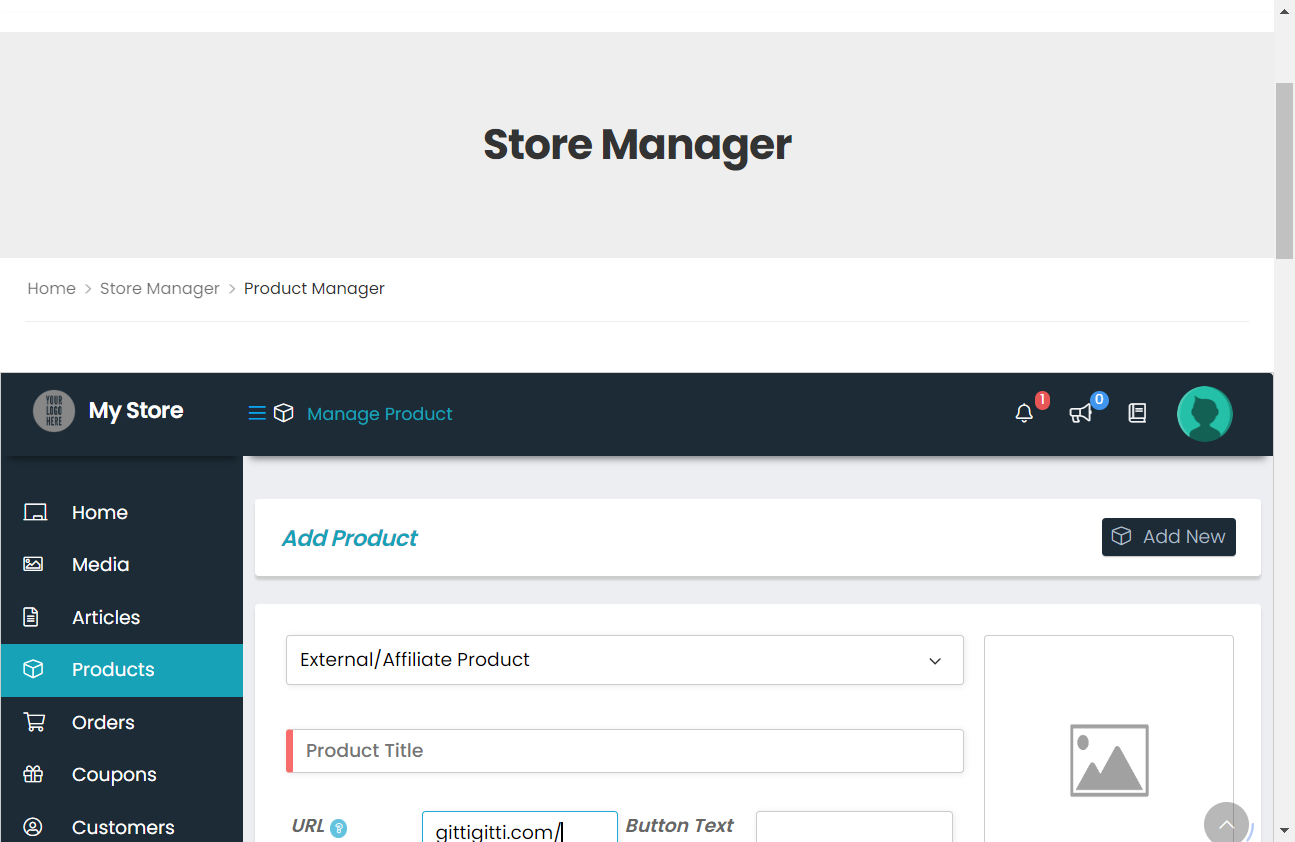 Store Manager
Home > Store Manager > Product Manager
YOUR
LOGO
HERE
My Store
Manage Product
1
0
Home
Media
Articles
Products
Orders
Coupons
Customers
Add Product
Add New
External/Affiliate Product
Product Title
URL ?
gittigitti.com/
Button Text